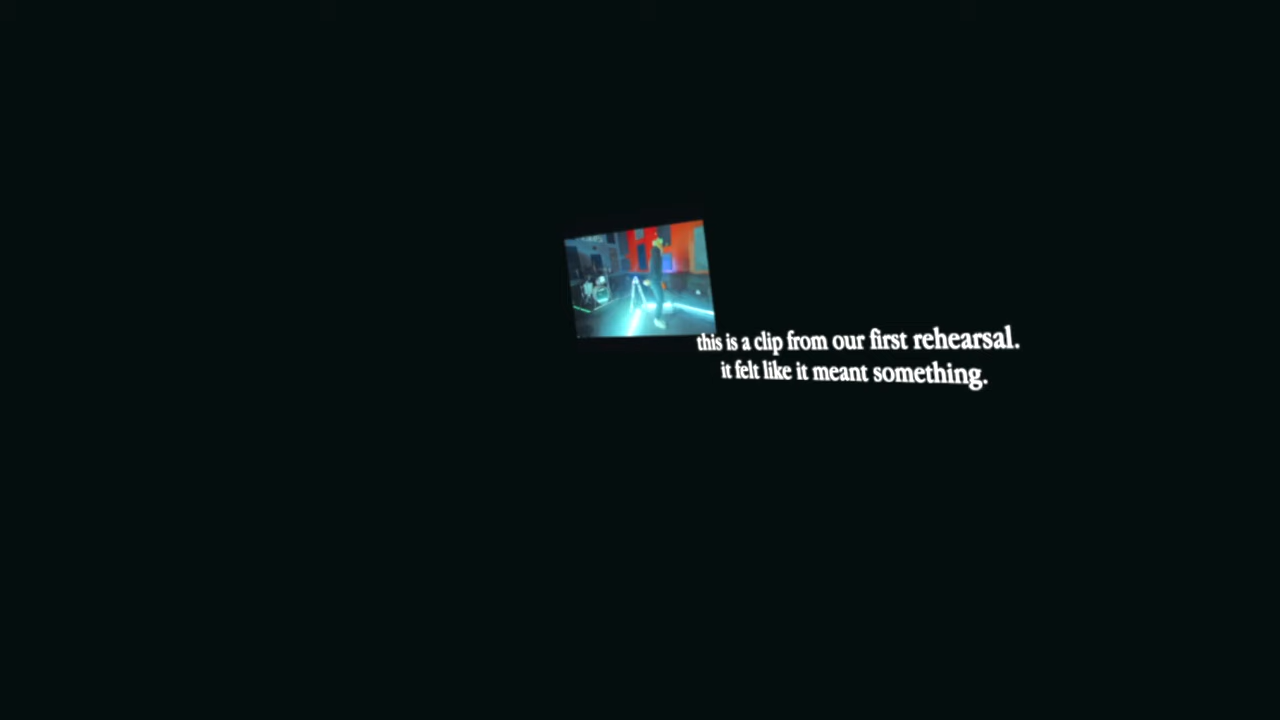 this is a clip from our first rehearsal.
it felt like it meant something.